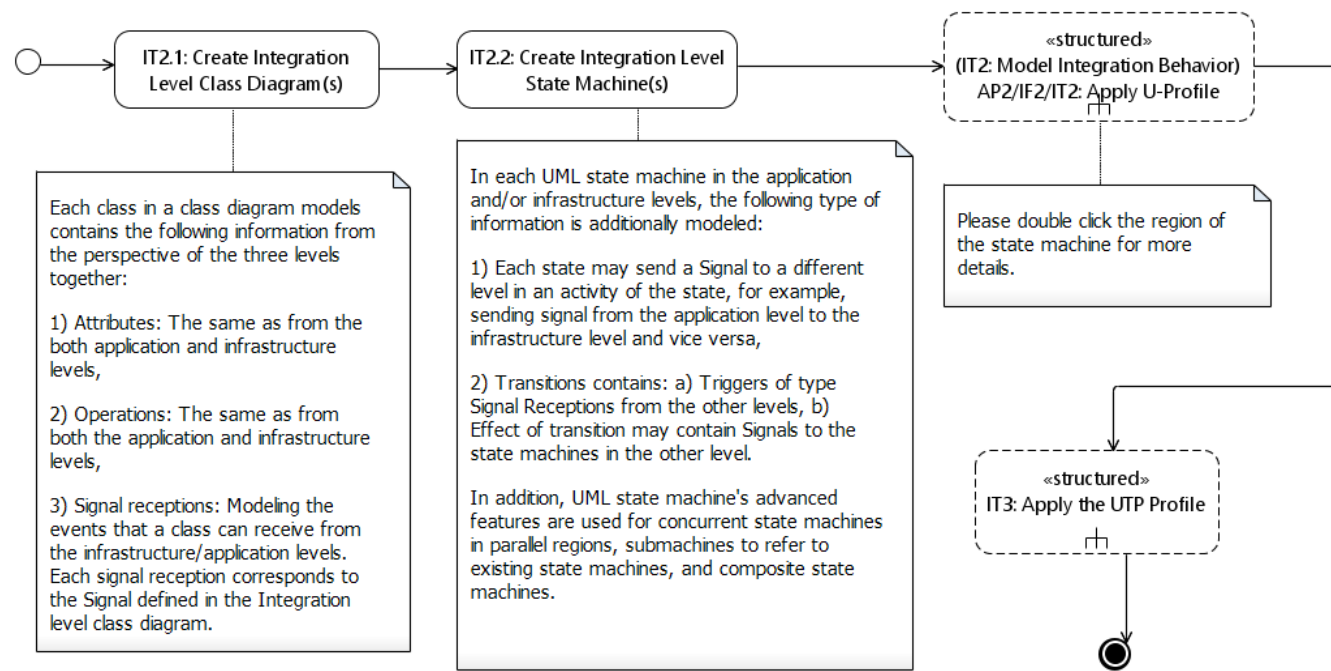 IT2.1: Create Integration
Level Class Diagram(s)
IT2.2: Create Integration Level
State Machine(s)
«structured»
(IT2: Model Integration Behavior)
AP2/IF2/IT2: Apply U-Profile
Each class in a class diagram models
contains the following information from
the perspective of the three levels
together:
1) Attributes: The same as from the
both application and infrastructure
levels,
2) Operations: The same as from
both the application and infrastructure
levels,
3) Signal receptions: Modeling the
events that a class can receive from
the infrastructure/application levels.
Each signal reception corresponds to
the Signal defined in the Integration
level class diagram.
In each UML state machine in the application
and/or infrastructure levels, the following type of
information is additionally modeled:
1) Each state may send a Signal to a different
level in an activity of the state, for example,
sending signal from the application level to the
infrastructure level and vice versa,
2) Transitions contains: a) Triggers of type
Signal Receptions from the other levels, b)
Effect of transition may contain Signals to the
state machines in the other level.
In addition, UML state machine's advanced
features are used for concurrent state machines
in parallel regions, submachines to refer to
existing state machines, and composite state
machines.
Please double click the region of
the state machine for more
details.
«structured»
IT3: Apply the UTP Profile